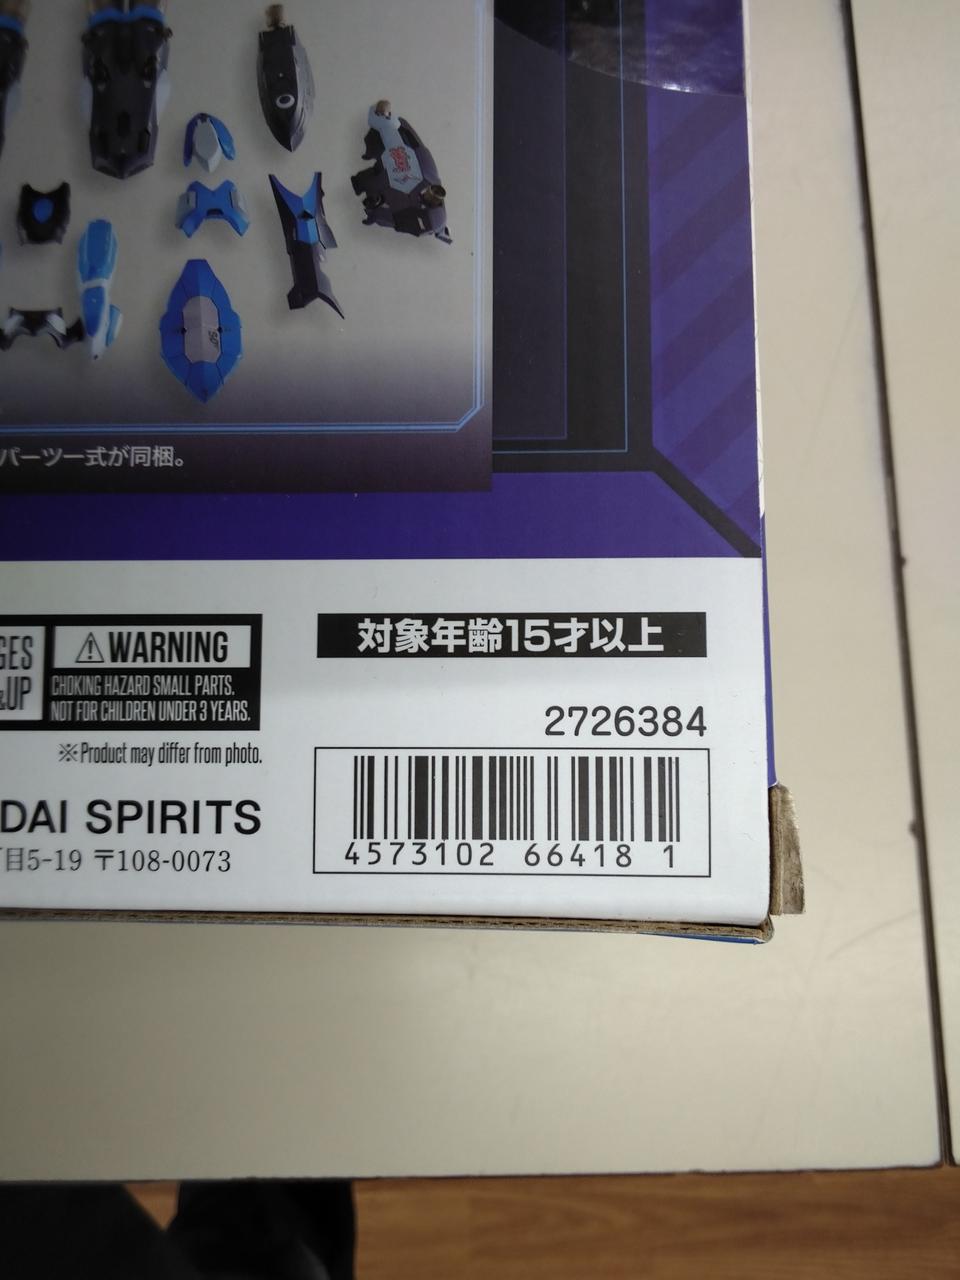 パーツ一式が同梱。
GES
&UP
⚠WARNING
CHOKING HAZARD SMALL PARTS.
NOT FOR CHILDREN UNDER 3 YEARS.
対象年齢15才以上
2726384
※Product may differ from photo.
DAI SPIRITS
目5-19 〒108-0073
4573102 66418 1